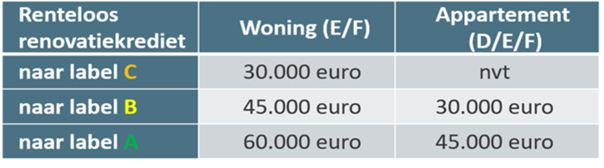 Renteloos renovatiekrediet Woning (E/F) Appartement (D/E/F)
naar label C 30.000 euro nvt
naar label B 45.000 euro 30.000 euro
naar label A 60.000 euro 45.000 euro